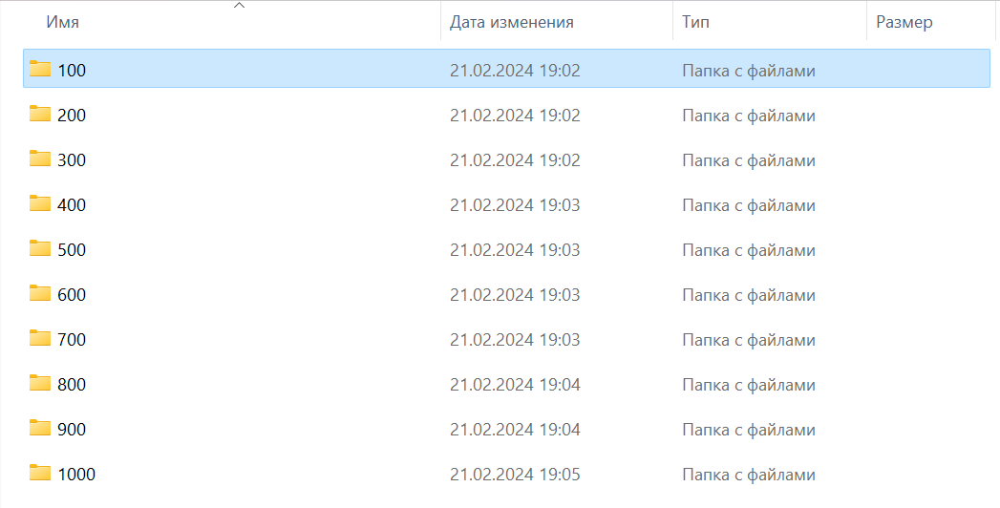 Имя Дата изменения Тип Размер
100 21.02.2024 19:02 Папка с файлами
200 21.02.2024 19:02 Папка с файлами
300 21.02.2024 19:02 Папка с файлами
400 21.02.2024 19:03 Папка с файлами
500 21.02.2024 19:03 Папка с файлами
600 21.02.2024 19:03 Папка с файлами
700 21.02.2024 19:03 Папка с файлами
800 21.02.2024 19:04 Папка с файлами
900 21.02.2024 19:04 Папка с файлами
1000 21.02.2024 19:05 Папка с файлами